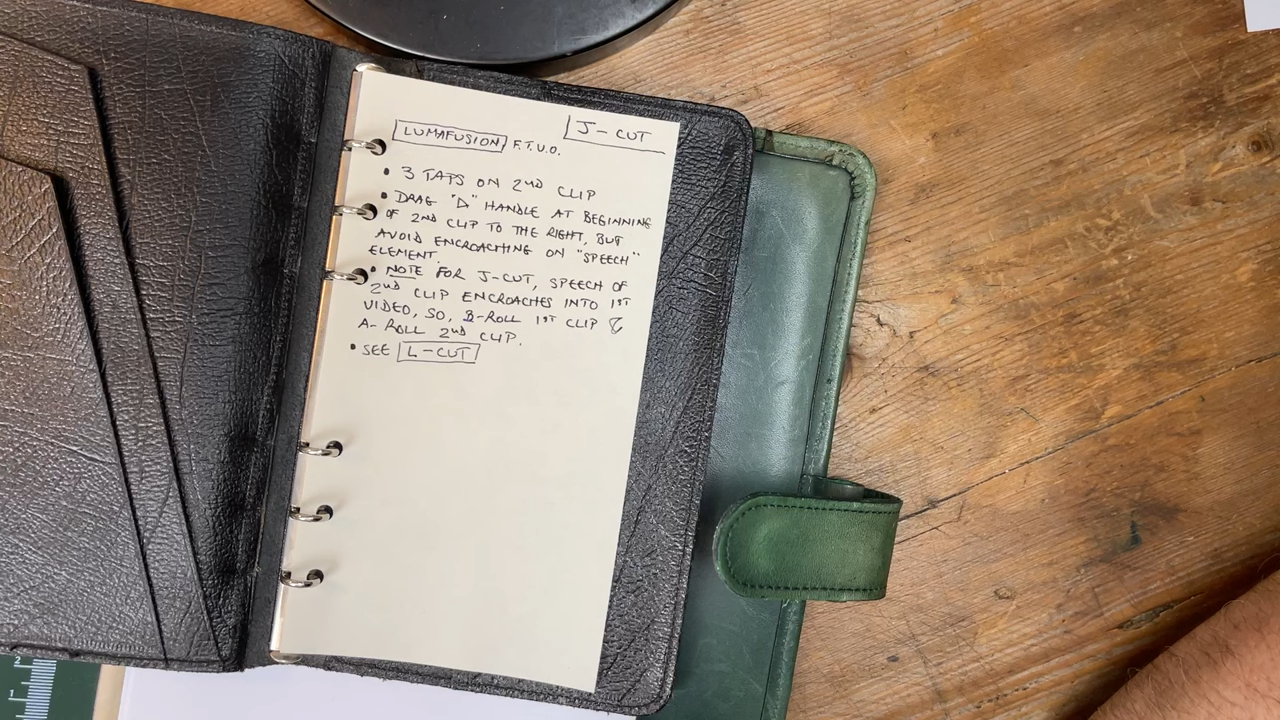 LUMAFUSION F.T.V.O. J-CUT
• 3 TAPS ON 2ND CLIP
• DRAG "D" HANDLE AT BEGINNING
OF 2ND CLIP TO THE RIGHT, BUT
AVOID ENCROACHING ON "SPEECH"
ELEMENT.
• NOTE FOR J-CUT, SPEECH OF
2ND CLIP ENCROACHES INTO 1ST
VIDEO, SO, B-ROLL 1ST CLIP &
A-ROLL 2ND CLIP.
• SEE L-CUT